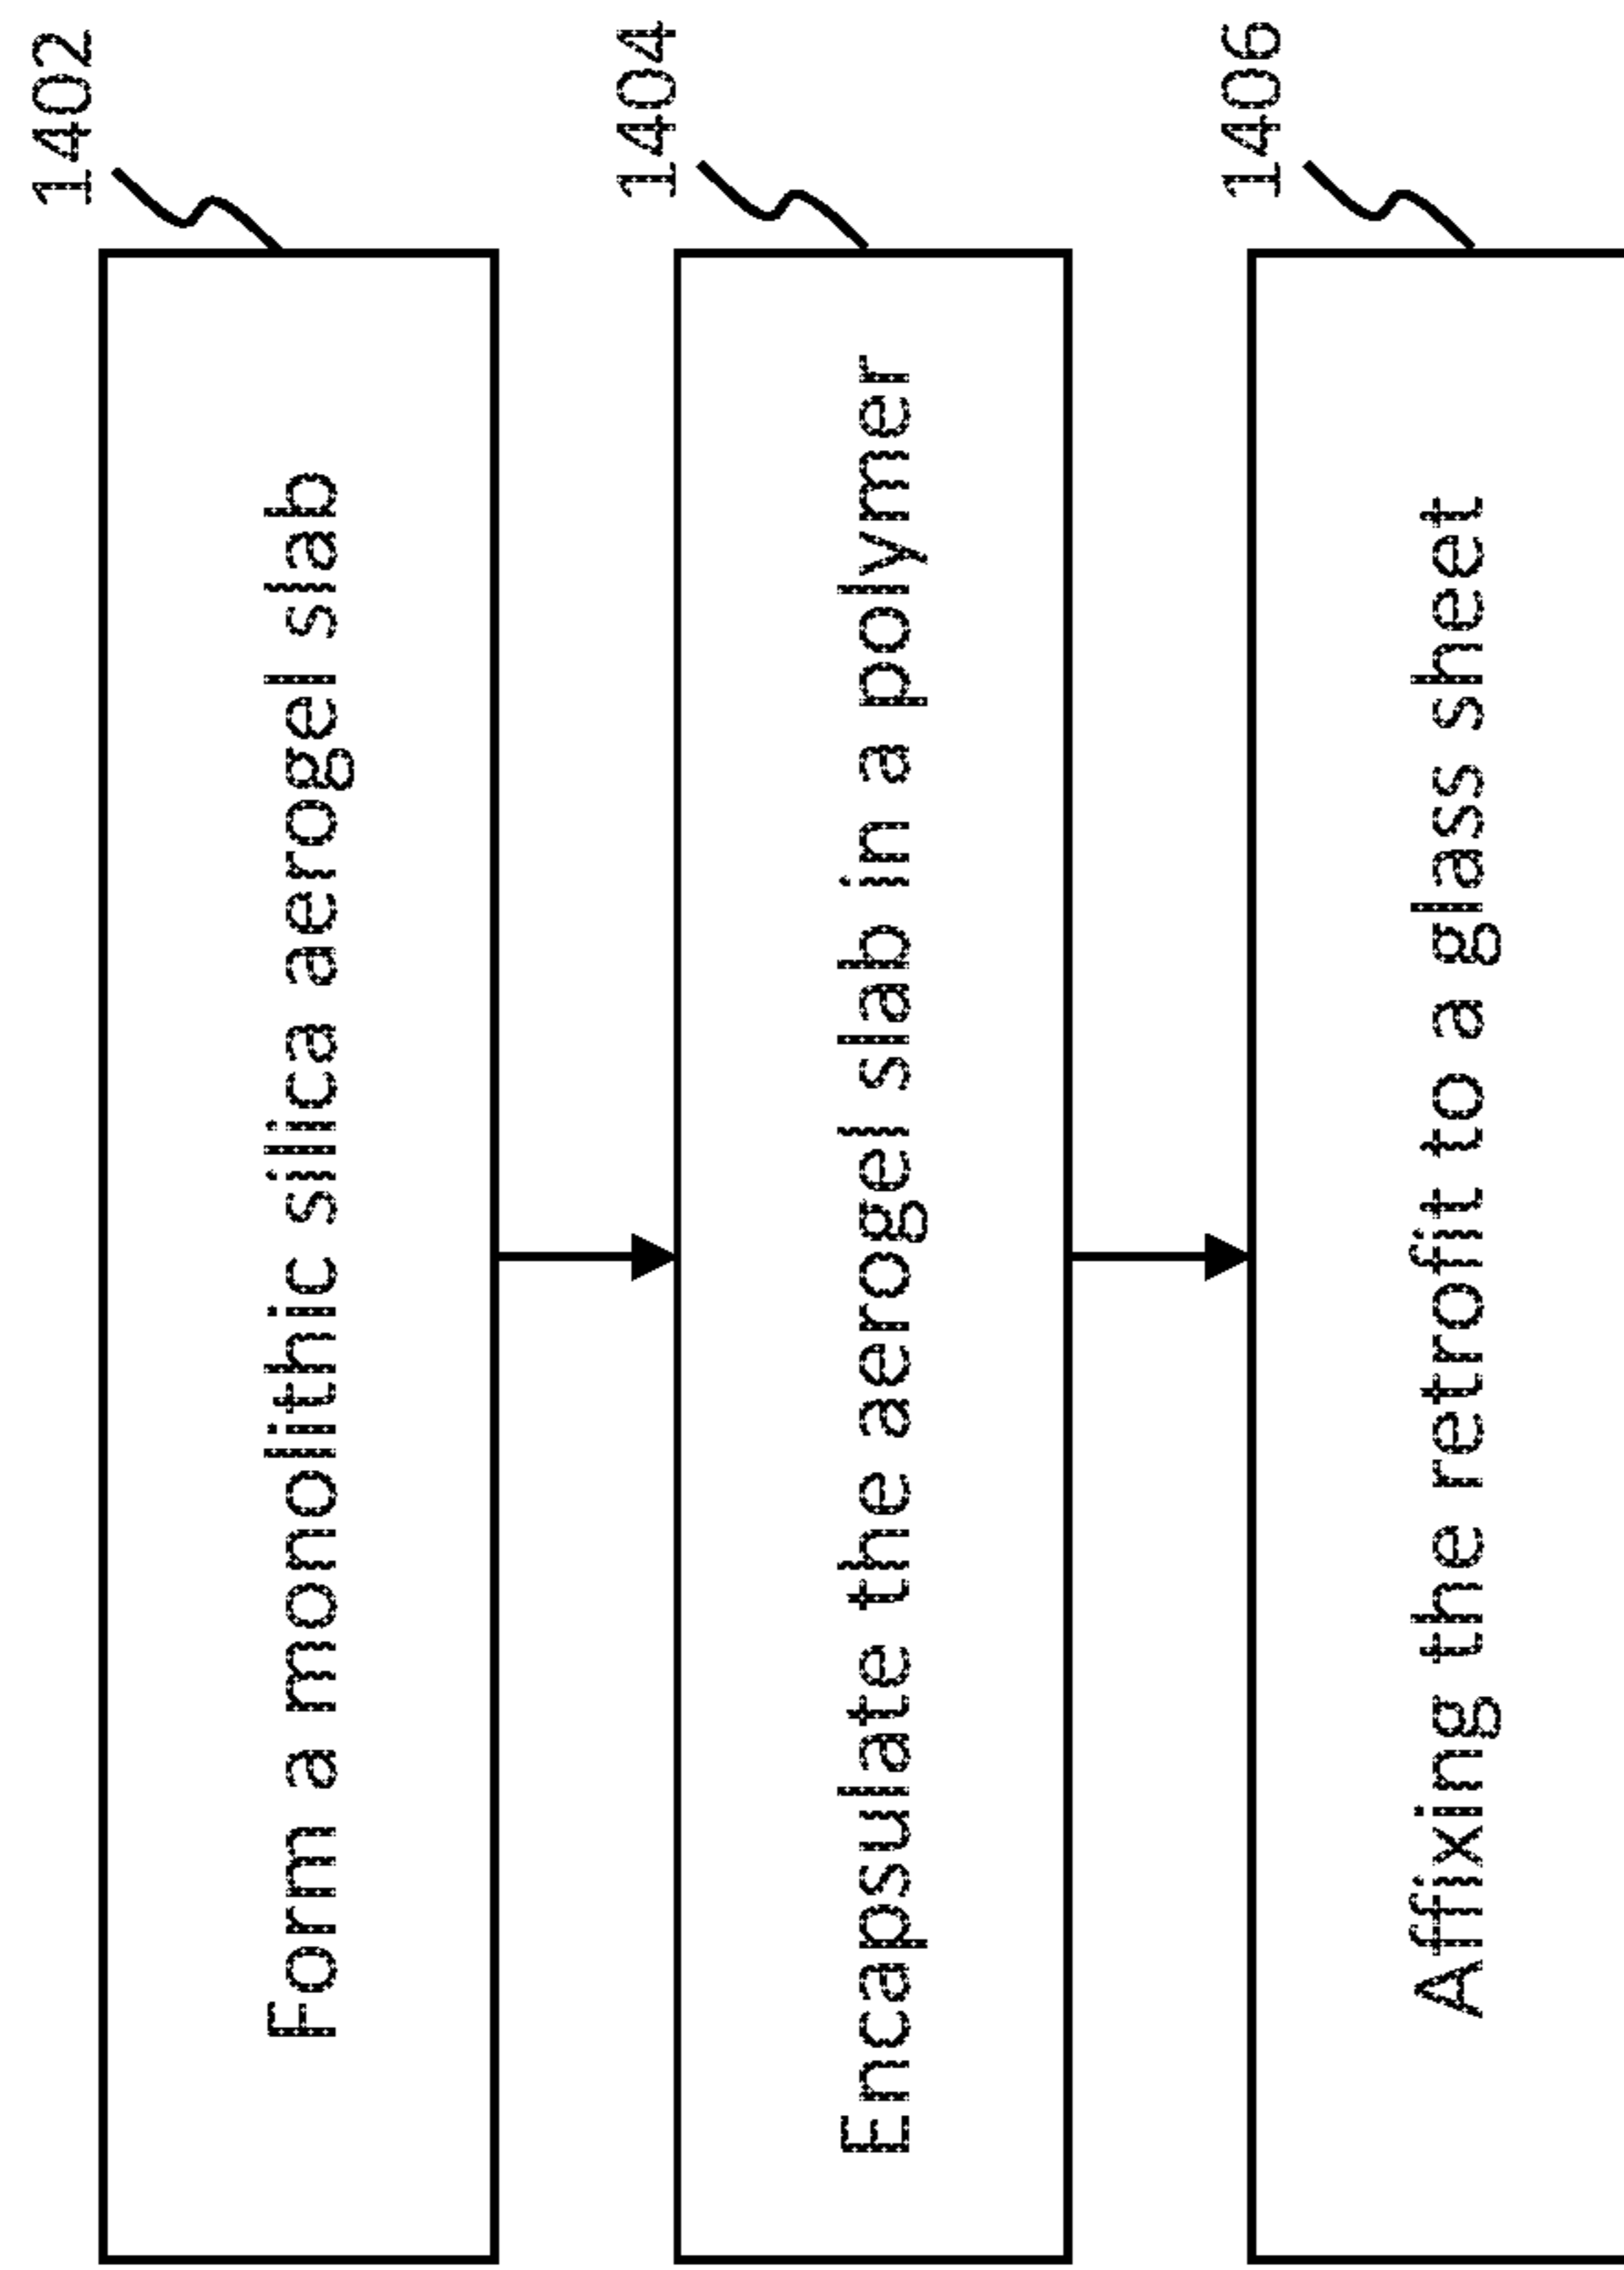 1402
Form a monolithic silica aerogel slab
1404
Encapsulate the aerogel slab in a polymer
1406
Affixing the retrofit to a glass sheet